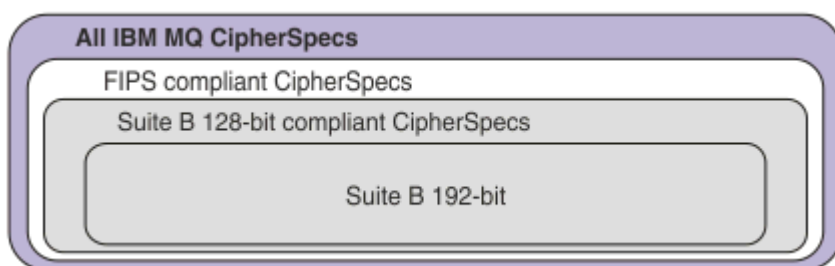 All IBM MQ CipherSpecs
FIPS compliant CipherSpecs
Suite B 128-bit compliant CipherSpecs
Suite B 192-bit